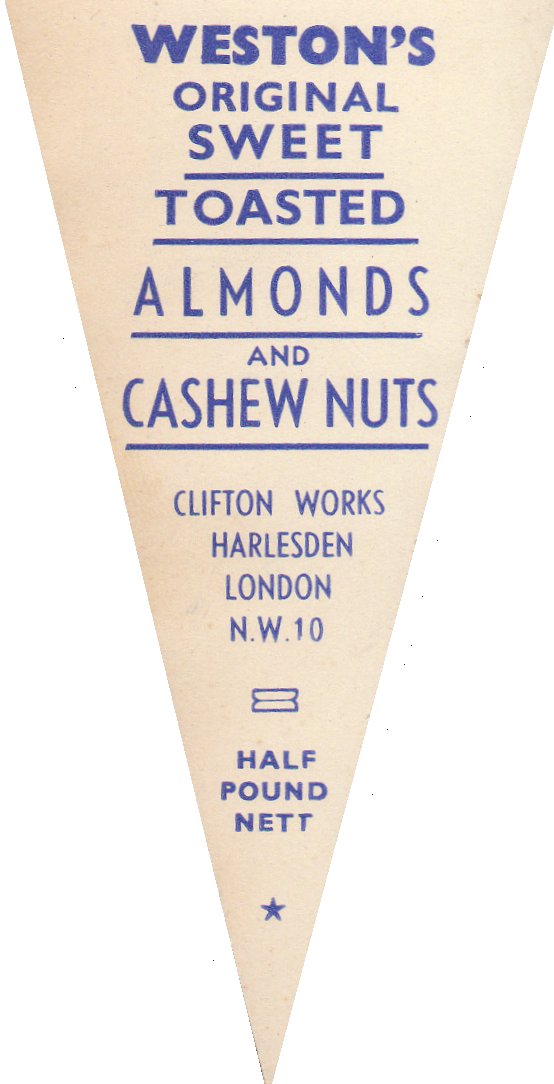 WESTON'S
ORIGINAL
SWEET
TOASTED
ALMONDS
AND
CASHEW NUTS
CLIFTON WORKS
HARLESDEN
LONDON
N.W.10
HALF
POUND
NETT